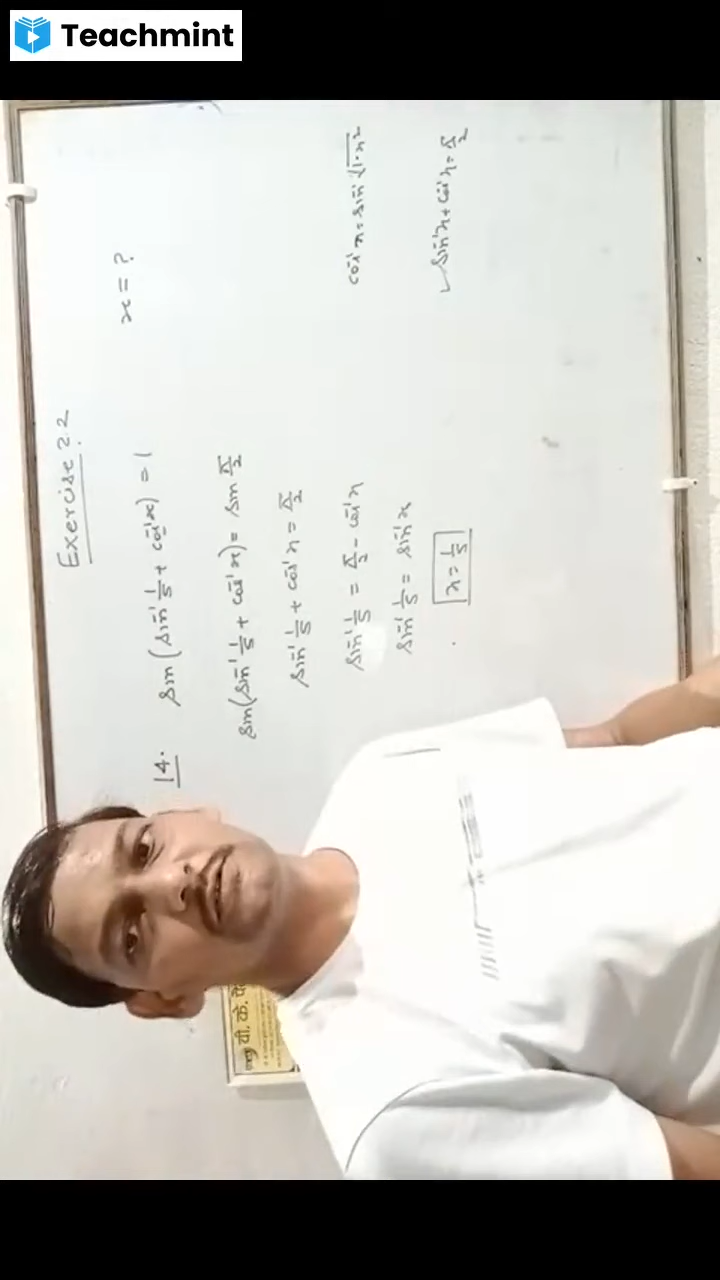 Teachmint
Exercise 2.2
14. sin(sin⁻¹ 1/5 + cos⁻¹x) = 1 x = ?
sin(sin⁻¹ 1/5 + cos⁻¹x) = sin π/2
sin⁻¹ 1/5 + cos⁻¹x = π/2
sin⁻¹ 1/5 = π/2 - cos⁻¹x
sin⁻¹ 1/5 = sin⁻¹x
x = 1/5
cos⁻¹x = sin⁻¹√1-x²
✓ sin⁻¹x + cos⁻¹x = π/2
वी. के.